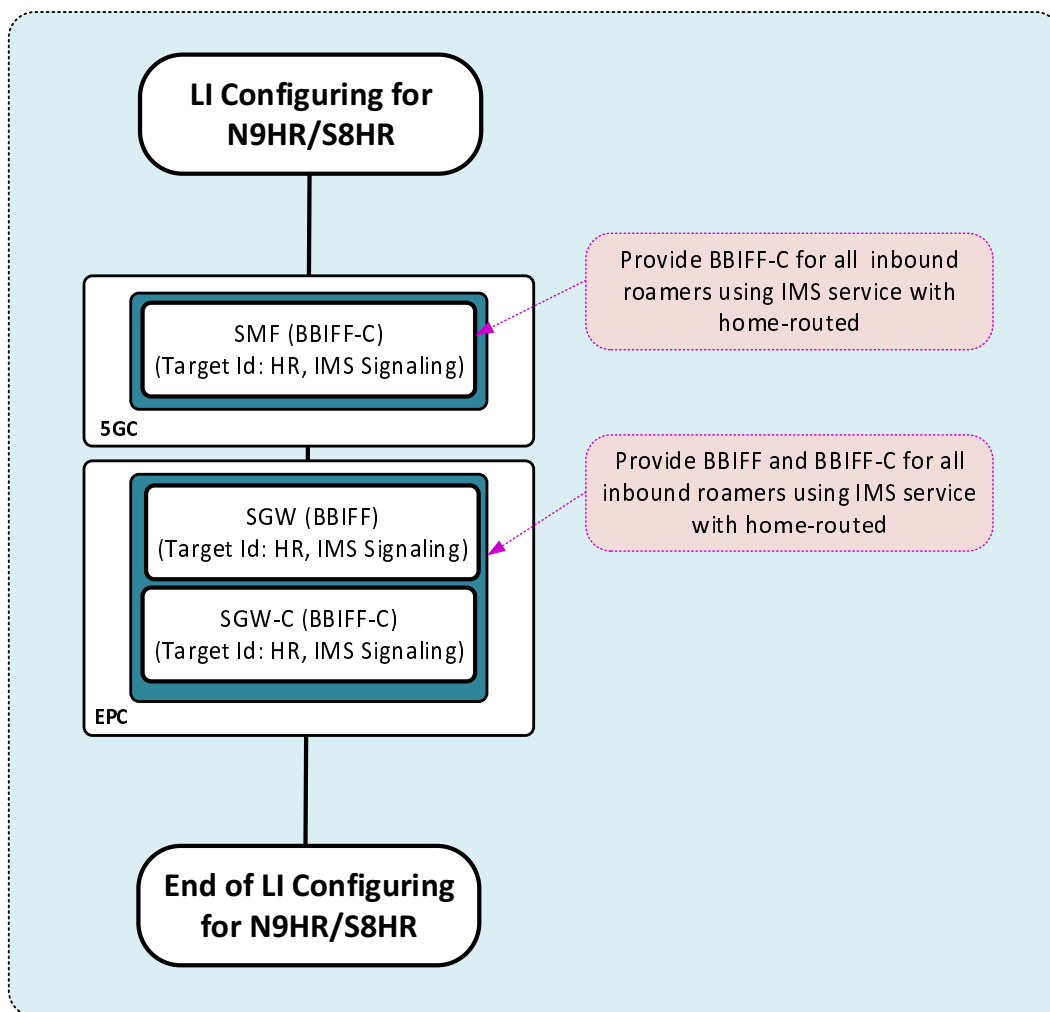 LI Configuring for
N9HR/S8HR
Provide BBIFF-C for all inbound
roamers using IMS service with
home-routed
SMF (BBIFF-C)
(Target Id: HR, IMS Signaling)
5GC
Provide BBIFF and BBIFF-C for all
inbound roamers using IMS service
with home-routed
SGW (BBIFF)
(Target Id: HR, IMS Signaling)
SGW-C (BBIFF-C)
(Target Id: HR, IMS Signaling)
EPC
End of LI Configuring
for N9HR/S8HR